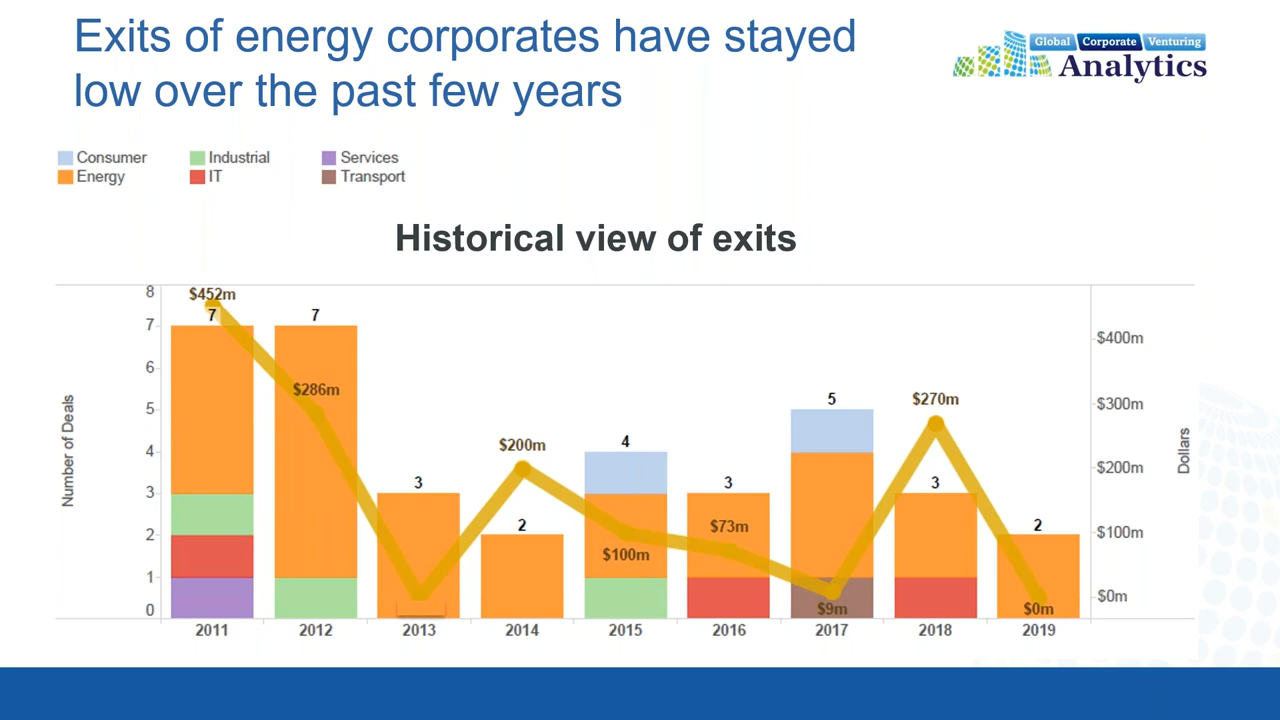 Exits of energy corporates have stayed
low over the past few years
Global Corporate Venturing
Analytics
Consumer Industrial Services
Energy IT Transport
Historical view of exits
Number of Deals
8
7
6
5
4
3
2
1
0
$452m
7
7
$286m
3
$200m
2
4
$100m
3
$73m
5
$9m
$270m
3
2
$0m
$400m
$300m
$200m
$100m
$0m
Dollars
2011 2012 2013 2014 2015 2016 2017 2018 2019